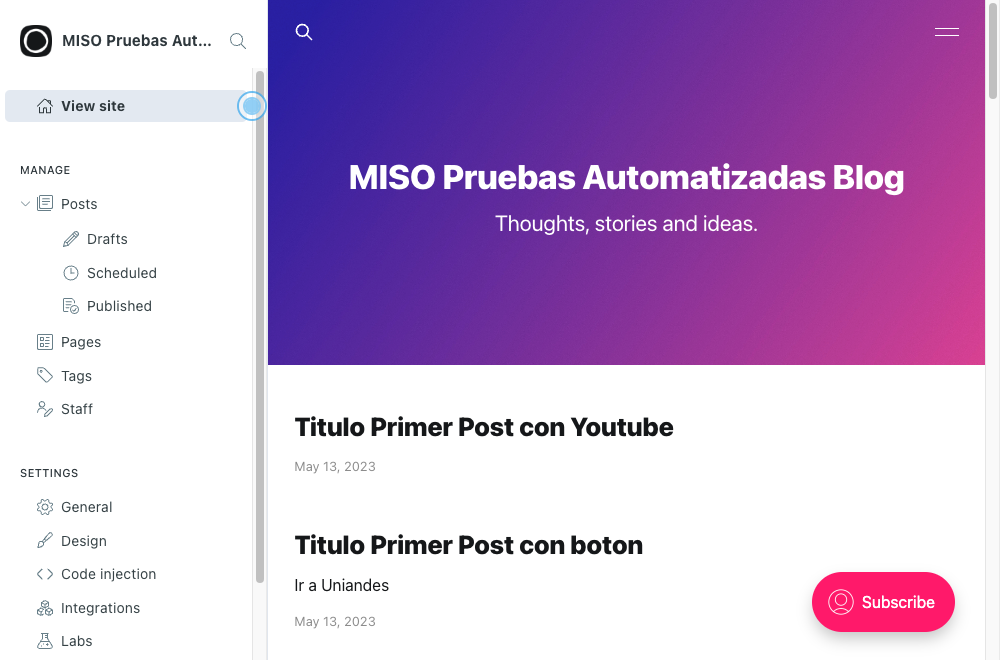 MISO Pruebas Aut...
View site
MANAGE
Posts
Drafts
Scheduled
Published
Pages
Tags
Staff
SETTINGS
General
Design
Code injection
Integrations
Labs
MISO Pruebas Automatizadas Blog
Thoughts, stories and ideas.
Titulo Primer Post con Youtube
May 13, 2023
Titulo Primer Post con boton
Ir a Uniandes
May 13, 2023
Subscribe